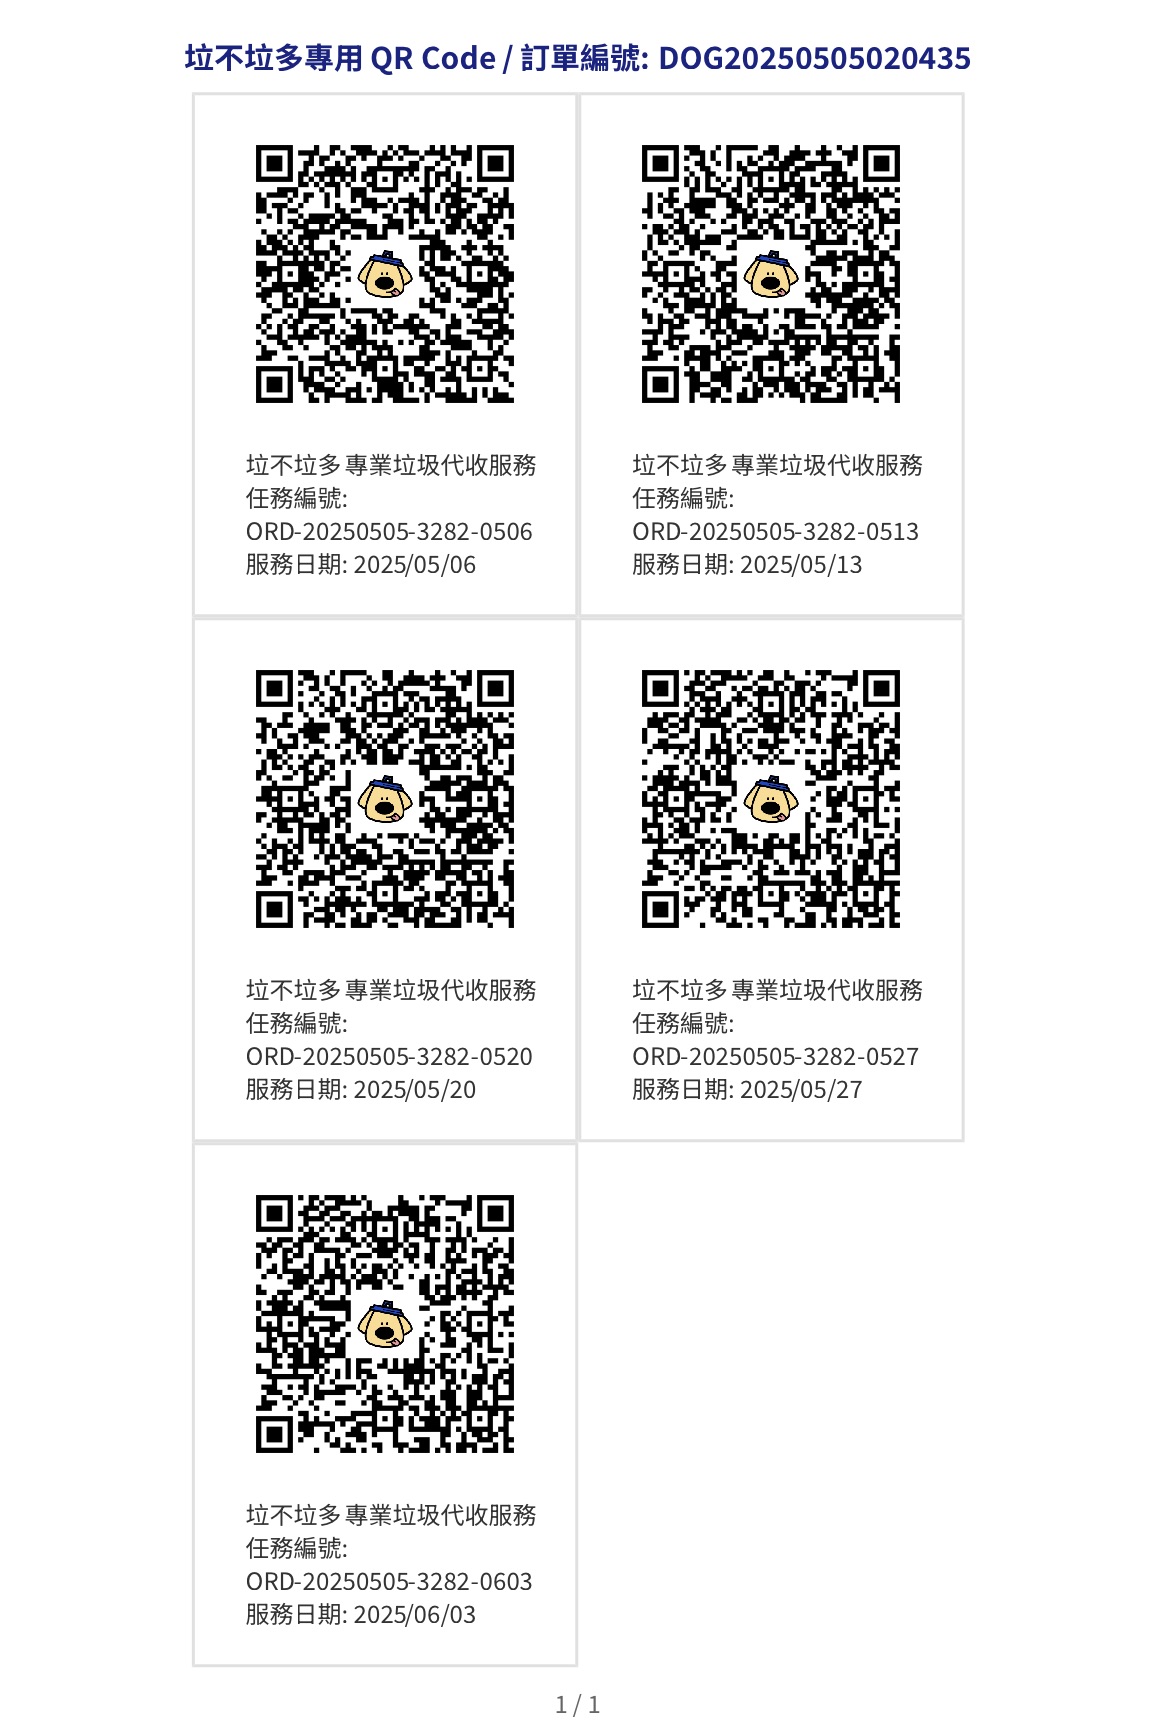 垃不垃多專用 QR Code / 訂單編號: DOG20250505020435
垃不垃多 專業垃圾代收服務
任務編號:
ORD-20250505-3282-0506
服務日期: 2025/05/06
垃不垃多 專業垃圾代收服務
任務編號:
ORD-20250505-3282-0513
服務日期: 2025/05/13
垃不垃多 專業垃圾代收服務
任務編號:
ORD-20250505-3282-0520
服務日期: 2025/05/20
垃不垃多 專業垃圾代收服務
任務編號:
ORD-20250505-3282-0527
服務日期: 2025/05/27
垃不垃多 專業垃圾代收服務
任務編號:
ORD-20250505-3282-0603
服務日期: 2025/06/03
1 / 1